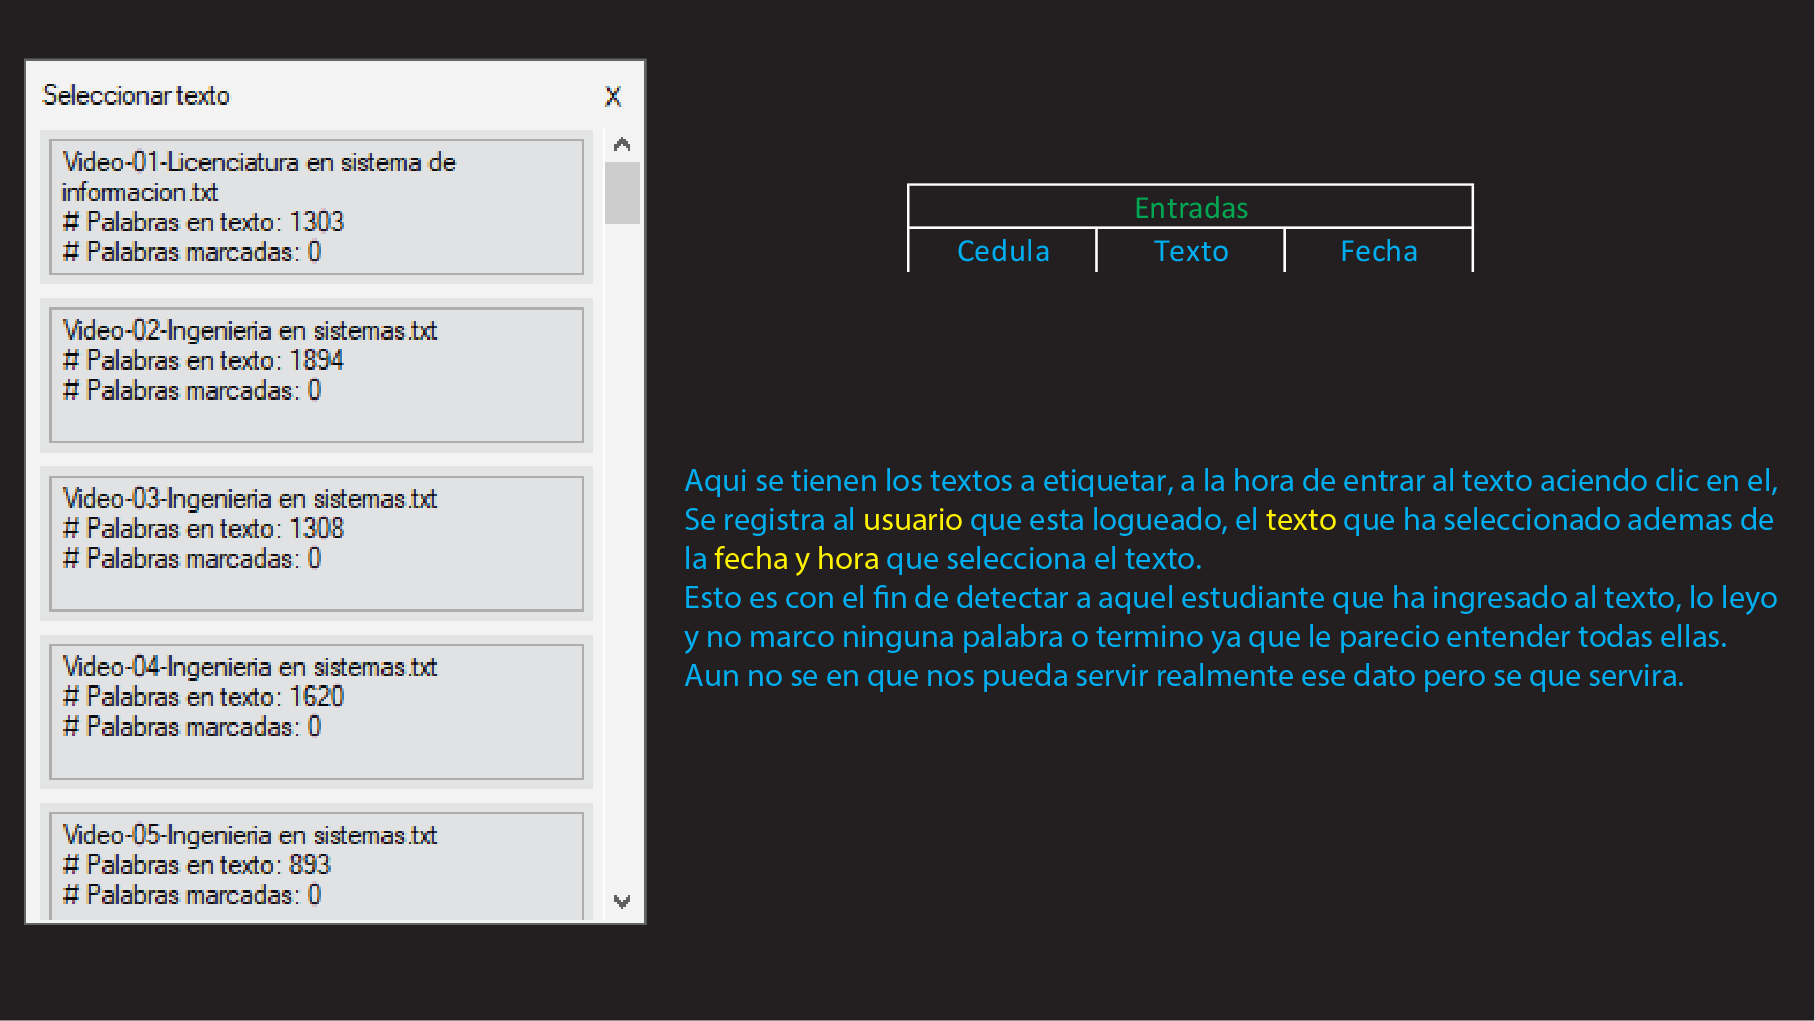 Seleccionar texto
X
Video-01-Licenciatura en sistema de
informacion.txt
# Palabras en texto: 1303
# Palabras marcadas: 0
Video-02-Ingenieria en sistemas.txt
# Palabras en texto: 1894
# Palabras marcadas: 0
Video-03-Ingenieria en sistemas.txt
# Palabras en texto: 1308
# Palabras marcadas: 0
Video-04-Ingenieria en sistemas.txt
# Palabras en texto: 1620
# Palabras marcadas: 0
Video-05-Ingenieria en sistemas.txt
# Palabras en texto: 893
# Palabras marcadas: 0
Entradas
Cedula Texto Fecha
Aqui se tienen los textos a etiquetar, a la hora de entrar al texto aciendo clic en el,
Se registra al usuario que esta logueado, el texto que ha seleccionado ademas de
la fecha y hora que selecciona el texto.
Esto es con el fin de detectar a aquel estudiante que ha ingresado al texto, lo leyo
y no marco ninguna palabra o termino ya que le parecio entender todas ellas.
Aun no se en que nos pueda servir realmente ese dato pero se que servira.